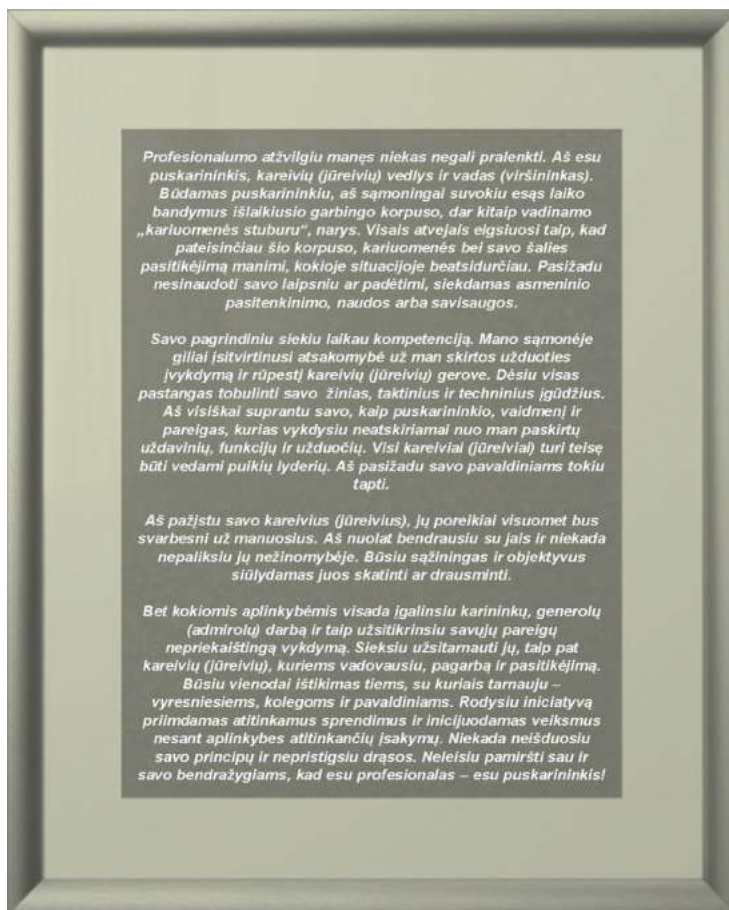 Profesionalumo atžvilgiu manęs niekas negali pralenkti. Aš esu
puskarininkis, kareivių (jūreivių) vedlys ir vadas (viršininkas).
Būdamas puskarininkiu, aš sąmoningai suvokiu esąs laiko
bandymus išlaikiusio garbingo korpuso, dar kitaip vadinamo
„kariuomenės stuburu“, narys. Visais atvejais elgsiuosi taip, kad
pateisinčiau šio korpuso, kariuomenės bei savo šalies
pasitikėjimą manimi, kokioje situacijoje beatsidurčiau. Pasižadu
nesinaudoti savo laipsniu ar padėtimi, siekdamas asmeninio
pasitenkinimo, naudos arba savisaugos.

Savo pagrindiniu siekiu laikau kompetenciją. Mano sąmonėje
giliai įsitvirtinusi atsakomybė už man skirtos užduoties
įvykdymą ir rūpestį kareivių (jūreivių) gerove. Dėsiu visas
pastangas tobulinti savo  žinias, taktinius ir techninius įgūdžius.
Aš visiškai suprantu savo, kaip puskarininkio, vaidmenį ir
pareigas, kurias vykdysiu neatskiriamai nuo man paskirtų
uždavinių, funkcijų ir užduočių. Visi kareiviai (jūreiviai) turi teisę
būti vedami puikių lyderių. Aš pasižadu savo pavaldiniams tokiu
tapti.

Aš pažįstu savo kareivius (jūreivius), jų poreikiai visuomet bus
svarbesni už manuosius. Aš nuolat bendrausiu su jais ir niekada
nepaliksiu jų nežinomybėje. Būsiu sąžiningas ir objektyvus
siūlydamas juos skatinti ar drausminti.

Bet kokiomis aplinkybėmis visada įgalinsiu karininkų, generolų
(admirolų) darbą ir taip užsitikrinsiu savųjų pareigų
nepriekaištingą vykdymą. Sieksiu užsitarnauti jų, taip pat
kareivių (jūreivių), kuriems vadovausiu, pagarbą ir pasitikėjimą.
Būsiu vienodai ištikimas tiems, su kuriais tarnauju –
vyresniesiems, kolegoms ir pavaldiniams. Rodysiu iniciatyvą
priimdamas atitinkamus sprendimus ir inicijuodamas veiksmus
nesant aplinkybes atitinkančių įsakymų. Niekada neišduosiu
savo principų ir nepristigsiu drąsos. Neleisiu pamiršti sau ir
savo bendražygiams, kad esu profesionalas – esu puskarininkis!